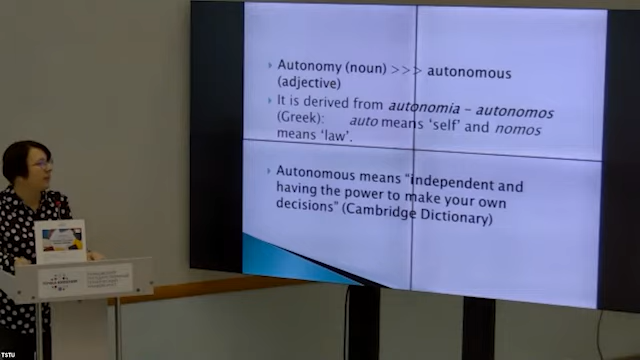 Autonomy (noun) >>> autonomous
(adjective)
It is derived from autonomia – autonomos
(Greek): auto means 'self' and nomos
means 'law'.
Autonomous means "independent and
having the power to make your own
decisions" (Cambridge Dictionary)
TSTU